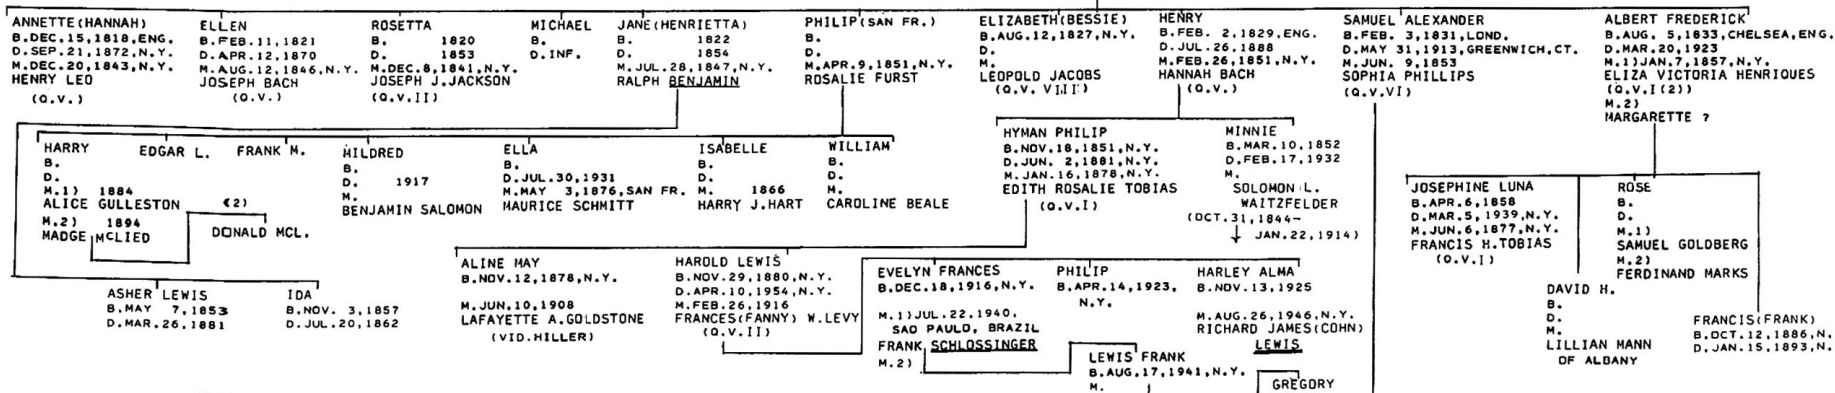 ANNETTE(HANNAH)
B.DEC.15,1818,ENG.
D.SEP.21,1872,N.Y.
M.DEC.20,1843,N.Y.
HENRY LEO
(Q.V.)
ELLEN
B.FEB.11,1821
D.APR.12,1870
M.AUG.12,1846,N.Y.
JOSEPH BACH
(Q.V.)
ROSETTA
B. 1820
D. 1853
M.DEC.8,1841,N.Y.
JOSEPH J.JACKSON
(Q.V.II)
MICHAEL
B.
D.INF.
JANE(HENRIETTA)
B. 1822
D. 1854
M.JUL.28,1847,N.Y.
RALPH BENJAMIN
PHILIP(SAN FR.)
B.
D.
M.APR.9,1851,N.Y.
ROSALIE FURST
ELIZABETH(BESSIE)
B.AUG.12,1827,N.Y.
D.
M.
LEOPOLD JACOBS
(Q.V. VIII)
HENRY
B.FEB. 2,1829,ENG.
D.JUL.26,1888
M.FEB.26,1851,N.Y.
HANNAH BACH
(Q.V.)
SAMUEL ALEXANDER
B.FEB. 3,1831,LOND.
D.MAY 31,1913,GREENWICH,CT.
M.JUN. 9,1853
SOPHIA PHILLIPS
(Q.V.VI)
ALBERT FREDERICK
B.AUG. 5,1833,CHELSEA,ENG.
D.MAR.20,1923
M.1)JAN.7,1857,N.Y.
ELIZA VICTORIA HENRIQUES
(Q.V.I(2))
M.2)
MARGARETTE ?
HARRY
B.
D.
M.1) 1884
ALICE GULLESTON
M.2) 1894
MADGE MCLIED
EDGAR L.
FRANK M.
(2)
DONALD MCL.
MILDRED
B.
D. 1917
M.
BENJAMIN SALOMON
ELLA
B.
D.JUL.30,1931
M.MAY 3,1876,SAN FR.
MAURICE SCHMITT
ISABELLE
B.
D.
M. 1866
HARRY J.HART
WILLIAM
B.
D.
M.
CAROLINE BEALE
HYMAN PHILIP
B.NOV.18,1851,N.Y.
D.JUN. 2,1881,N.Y.
M.JAN.16,1878,N.Y.
EDITH ROSALIE TOBIAS
(Q.V.I)
MINNIE
B.MAR.10,1852
D.FEB.17,1932
M.
SOLOMON L.
WAITZFELDER
(OCT.31,1844-
JAN.22,1914)
JOSEPHINE LUNA
B.APR.6,1858
D.MAR.5,1939,N.Y.
M.JUN.6,1877,N.Y.
FRANCIS H.TOBIAS
(Q.V.I)
ROSE
B.
D.
M.1)
SAMUEL GOLDBERG
M.2)
FERDINAND MARKS
DAVID H.
B.
D.
M.
LILLIAN MANN
OF ALBANY
FRANCIS(FRANK)
B.OCT.12,1886,N.
D.JAN.15,1893,N.
ASHER LEWIS
B.MAY 7,1853
D.MAR.26,1881
IDA
B.NOV. 3,1857
D.JUL.20,1862
ALINE MAY
B.NOV.12,1878,N.Y.
M.JUN.10,1908
LAFAYETTE A.GOLDSTONE
(VID.HILLER)
HAROLD LEWIS
B.NOV.29,1880,N.Y.
D.APR.10,1954,N.Y.
M.FEB.26,1916
FRANCES(FANNY) W.LEVY
(Q.V.II)
EVELYN FRANCES
B.DEC.18,1916,N.Y.
M.1)JUL.22,1940,
SAO PAULO, BRAZIL
FRANK SCHLOSSINGER
M.2)
PHILIP
B.APR.14,1923,
N.Y.
HARLEY ALMA
B.NOV.13,1925
M.AUG.26,1946,N.Y.
RICHARD JAMES(COHN)
LEWIS
LEWIS FRANK
B.AUG.17,1941,N.Y.
M.
GREGORY